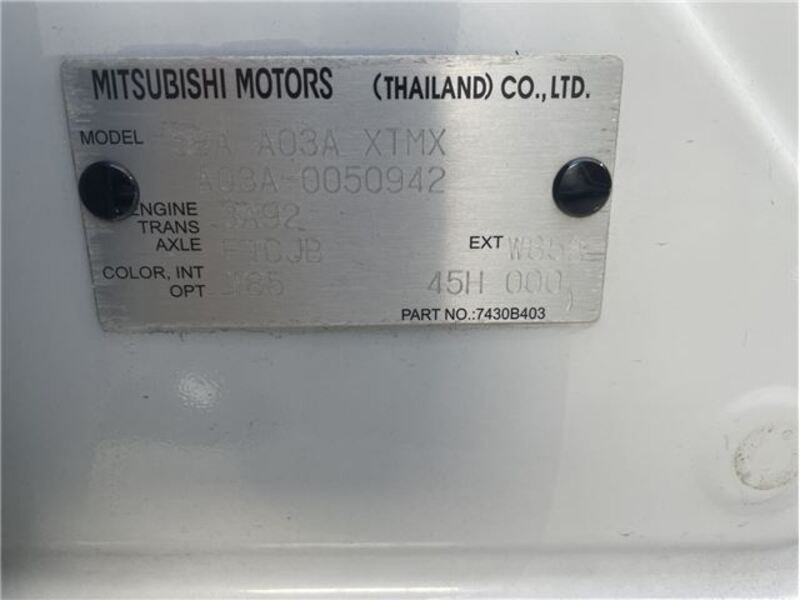 MITSUBISHI MOTORS (THAILAND) CO., LTD.
MODEL A03A XTMX
A03A-0050942
ENGINE 3A92
TRANS
AXLE EXT
COLOR, INT
OPT 45H 000
PART NO.:7430B403